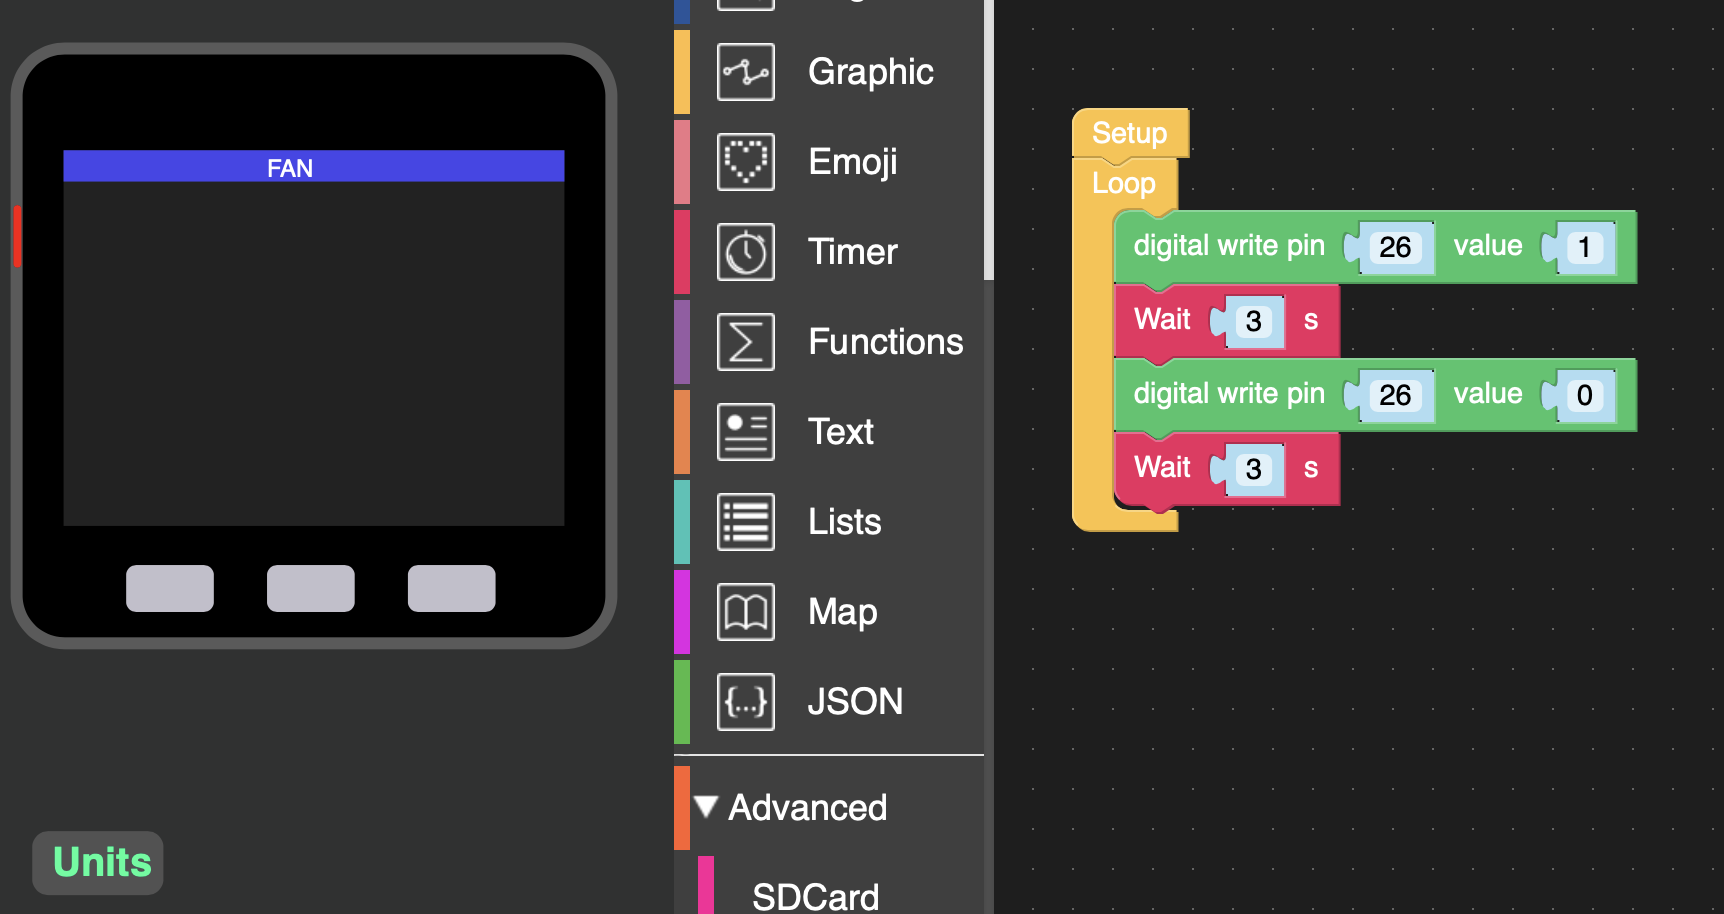 FAN
Units
Graphic
Emoji
Timer
Functions
Text
Lists
Map
{...} JSON
Advanced
SDCard
Setup
Loop
digital write pin 26 value 1
Wait 3 s
digital write pin 26 value 0
Wait 3 s